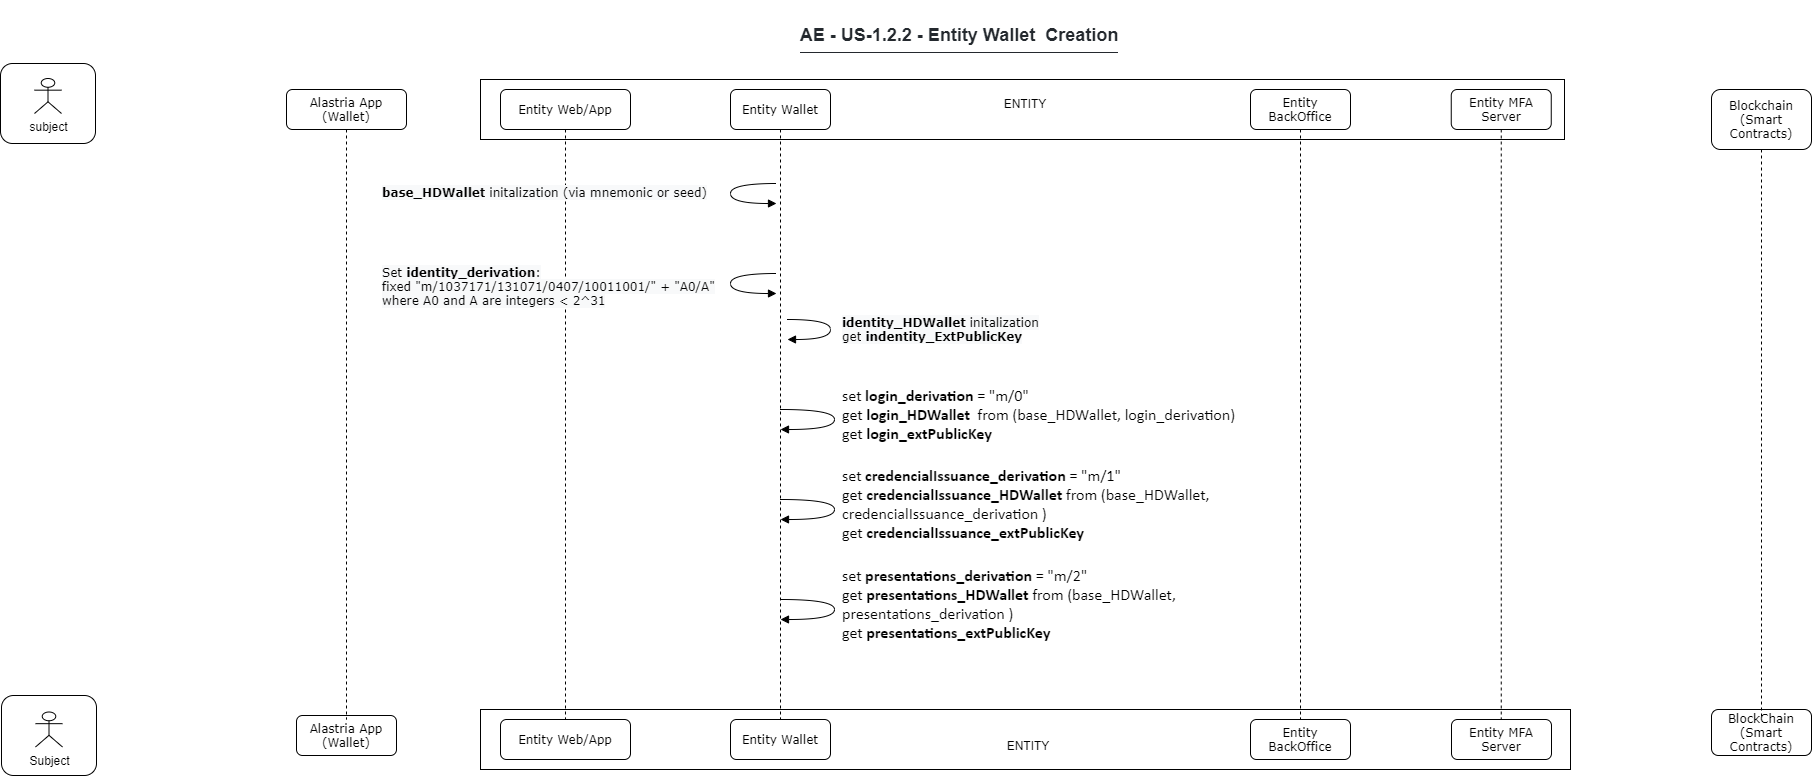 AE - US-1.2.2 - Entity Wallet  Creation
subject
Alastria App
(Wallet)
Entity Web/App
Entity Wallet
ENTITY
Entity
BackOffice
Entity MFA
Server
Blockchain
(Smart
Contracts)
base_HDWallet initalization (via mnemonic or seed)
Set identity_derivation:
fixed "m/1037171/131071/0407/10011001/" + "A0/A"
where A0 and A are integers < 2^31
identity_HDWallet initalization
get indentity_ExtPublicKey
set login_derivation = "m/0"
get login_HDWallet  from (base_HDWallet, login_derivation)
get login_extPublicKey
set credencialIssuance_derivation = "m/1"
get credencialIssuance_HDWallet from (base_HDWallet,
credencialIssuance_derivation )
get credencialIssuance_extPublicKey
set presentations_derivation = "m/2"
get presentations_HDWallet from (base_HDWallet,
presentations_derivation )
get presentations_extPublicKey
Subject
Alastria App
(Wallet)
Entity Web/App
Entity Wallet
ENTITY
Entity
BackOffice
Entity MFA
Server
BlockChain
(Smart
Contracts)